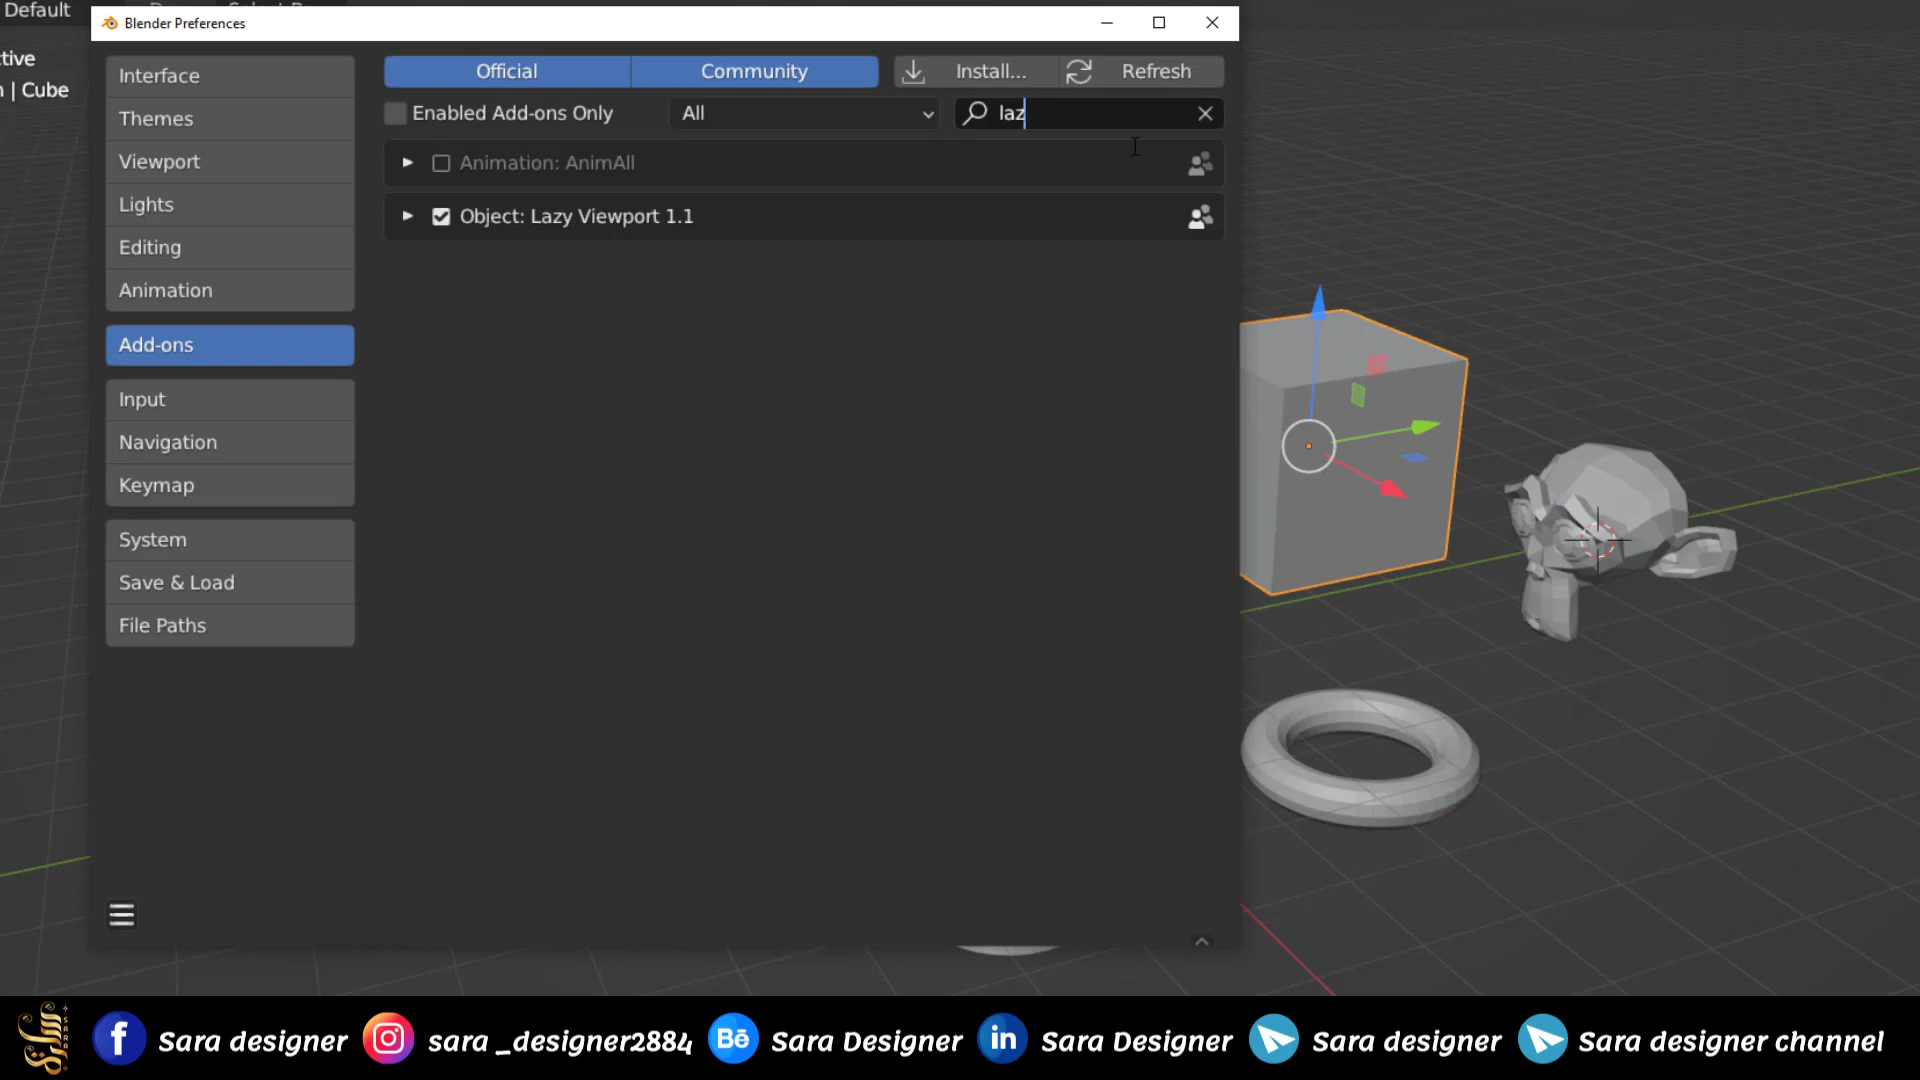 Default
Blender Preferences
tive
| Cube
Interface
Themes
Viewport
Lights
Editing
Animation
Add-ons
Input
Navigation
Keymap
System
Save & Load
File Paths
Official
Community
Install...
Refresh
Enabled Add-ons Only
All
laz
Animation: AnimAll
Object: Lazy Viewport 1.1
Sara designer
sara _designer2884
Sara Designer
Sara Designer
Sara designer
Sara designer channel